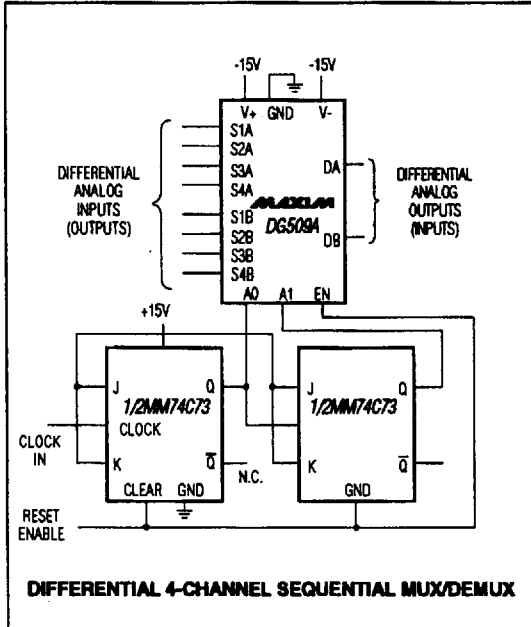 -15V -15V
V+ GND V-
S1A
S2A
S3A
S4A
S1B
S2B
S3B
S4B
DIFFERENTIAL
ANALOG
INPUTS
(OUTPUTS)
MAXIM
DG509A
DA
DB
DIFFERENTIAL
ANALOG
OUTPUTS
(INPUTS)
A0 A1 EN
+15V
J Q
1/2MM74C73
CLOCK
K Q̅
CLEAR GND
N.C.
CLOCK
IN
RESET
ENABLE
J Q
1/2MM74C73
K Q̅
GND
DIFFERENTIAL 4-CHANNEL SEQUENTIAL MUX/DEMUX